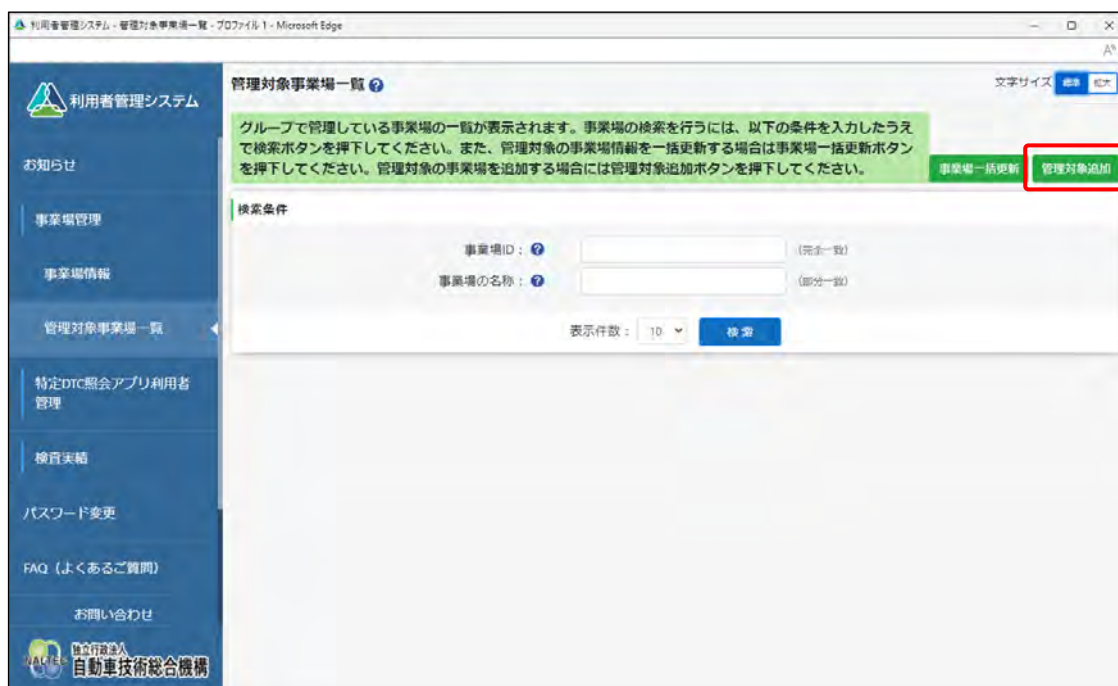 利用者管理システム - 管理対象事業場一覧 - プロファイル 1 - Microsoft Edge
利用者管理システム
管理対象事業場一覧
文字サイズ 標準 拡大
グループで管理している事業場の一覧が表示されます。事業場の検索を行うには、以下の条件を入力したうえ
で検索ボタンを押下してください。また、管理対象の事業場情報を一括更新する場合は事業場一括更新ボタン
を押下してください。管理対象の事業場を追加する場合には管理対象追加ボタンを押下してください。
事業場一括更新 管理対象追加
検索条件
事業場ID： (完全一致)
事業場の名称： (部分一致)
表示件数： 10 検索
お知らせ
事業場管理
事業場情報
管理対象事業場一覧
特定DTC照会アプリ利用者
管理
検査実績
パスワード変更
FAQ（よくあるご質問）
お問い合わせ
独立行政法人
自動車技術総合機構